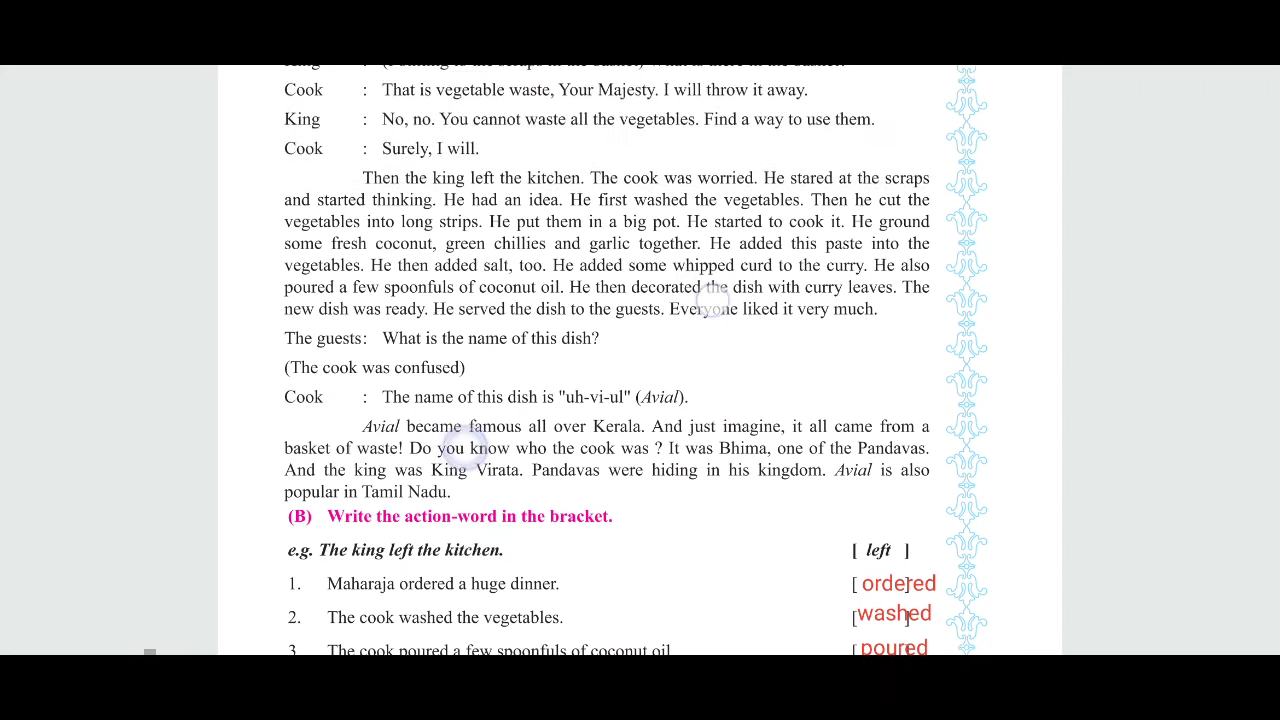 Cook : That is vegetable waste, Your Majesty. I will throw it away.
King : No, no. You cannot waste all the vegetables. Find a way to use them.
Cook : Surely, I will.
Then the king left the kitchen. The cook was worried. He stared at the scraps
and started thinking. He had an idea. He first washed the vegetables. Then he cut the
vegetables into long strips. He put them in a big pot. He started to cook it. He ground
some fresh coconut, green chillies and garlic together. He added this paste into the
vegetables. He then added salt, too. He added some whipped curd to the curry. He also
poured a few spoonfuls of coconut oil. He then decorated the dish with curry leaves. The
new dish was ready. He served the dish to the guests. Everyone liked it very much.
The guests: What is the name of this dish?
(The cook was confused)
Cook : The name of this dish is "uh-vi-ul" (Avial).
Avial became famous all over Kerala. And just imagine, it all came from a
basket of waste! Do you know who the cook was ? It was Bhima, one of the Pandavas.
And the king was King Virata. Pandavas were hiding in his kingdom. Avial is also
popular in Tamil Nadu.
(B) Write the action-word in the bracket.
e.g. The king left the kitchen. [ left ]
1. Maharaja ordered a huge dinner. [ ordered ]
2. The cook washed the vegetables. [ washed ]
3. The cook poured a few spoonfuls of coconut oil [ poured ]